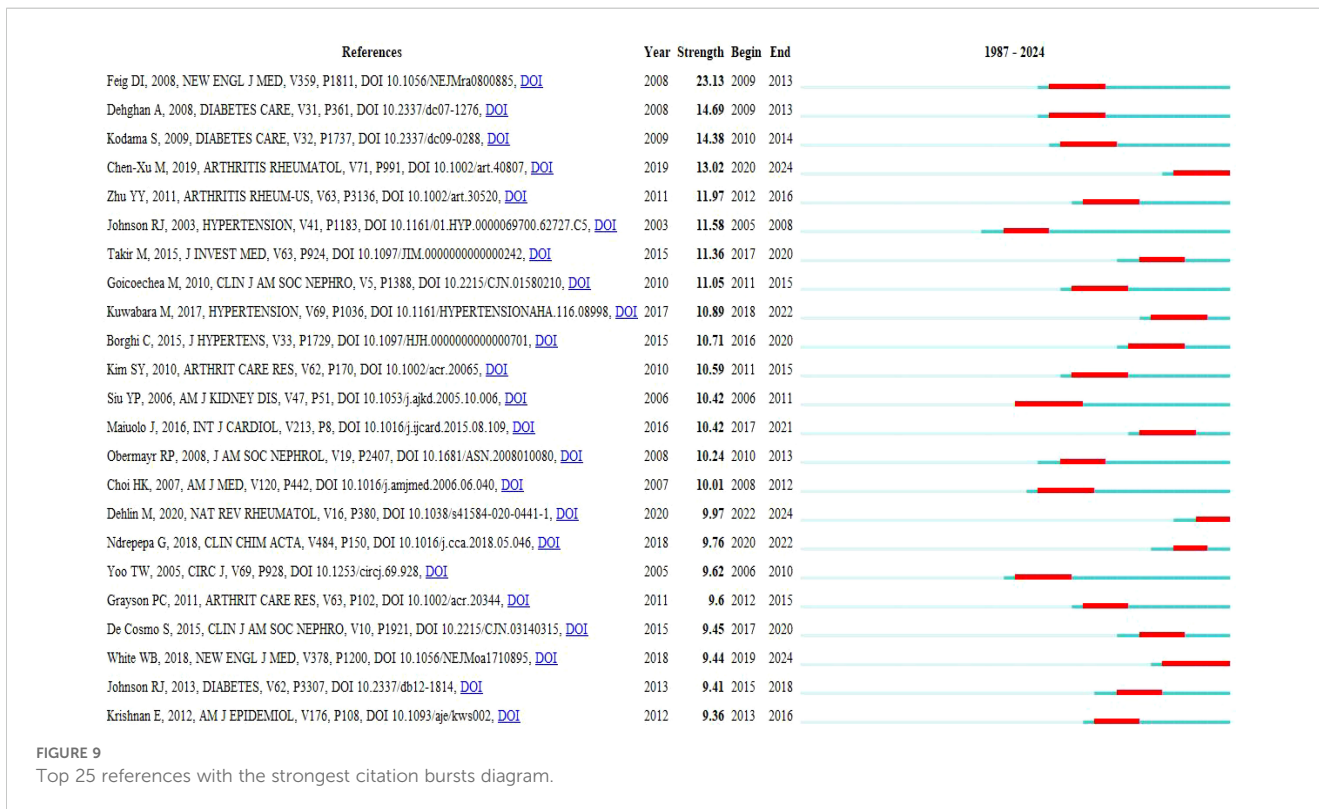 References Year Strength Begin End 1987 - 2024
Feig DI, 2008, NEW ENGL J MED, V359, P1811, DOI 10.1056/NEJMra0800885, DOI 2008 23.13 2009 2013
Dehghan A, 2008, DIABETES CARE, V31, P361, DOI 10.2337/dc07-1276, DOI 2008 14.69 2009 2013
Kodama S, 2009, DIABETES CARE, V32, P1737, DOI 10.2337/dc09-0288, DOI 2009 14.38 2010 2014
Chen-Xu M, 2019, ARTHRITIS RHEUMATOL, V71, P991, DOI 10.1002/art.40807, DOI 2019 13.02 2020 2024
Zhu YY, 2011, ARTHRITIS RHEUM-US, V63, P3136, DOI 10.1002/art.30520, DOI 2011 11.97 2012 2016
Johnson RJ, 2003, HYPERTENSION, V41, P1183, DOI 10.1161/01.HYP.0000069700.62727.C5, DOI 2003 11.58 2005 2008
Takir M, 2015, J INVEST MED, V63, P924, DOI 10.1097/JIM.0000000000000242, DOI 2015 11.36 2017 2020
Goicoechea M, 2010, CLIN J AM SOC NEPHRO, V5, P1388, DOI 10.2215/CJN.01580210, DOI 2010 11.05 2011 2015
Kuwabara M, 2017, HYPERTENSION, V69, P1036, DOI 10.1161/HYPERTENSIONAHA.116.08998, DOI 2017 10.89 2018 2022
Borghi C, 2015, J HYPERTENS, V33, P1729, DOI 10.1097/HJH.0000000000000701, DOI 2015 10.71 2016 2020
Kim SY, 2010, ARTHRIT CARE RES, V62, P170, DOI 10.1002/acr.20065, DOI 2010 10.59 2011 2015
Siu YP, 2006, AM J KIDNEY DIS, V47, P51, DOI 10.1053/j.ajkd.2005.10.006, DOI 2006 10.42 2006 2011
Maiuolo J, 2016, INT J CARDIOL, V213, P8, DOI 10.1016/j.ijcard.2015.08.109, DOI 2016 10.42 2017 2021
Obermayr RP, 2008, J AM SOC NEPHROL, V19, P2407, DOI 10.1681/ASN.2008010080, DOI 2008 10.24 2010 2013
Choi HK, 2007, AM J MED, V120, P442, DOI 10.1016/j.amjmed.2006.06.040, DOI 2007 10.01 2008 2012
Dehlin M, 2020, NAT REV RHEUMATOL, V16, P380, DOI 10.1038/s41584-020-0441-1, DOI 2020 9.97 2022 2024
Ndrepepa G, 2018, CLIN CHIM ACTA, V484, P150, DOI 10.1016/j.cca.2018.05.046, DOI 2018 9.76 2020 2022
Yoo TW, 2005, CIRC J, V69, P928, DOI 10.1253/circj.69.928, DOI 2005 9.62 2006 2010
Grayson PC, 2011, ARTHRIT CARE RES, V63, P102, DOI 10.1002/acr.20344, DOI 2011 9.6 2012 2015
De Cosmo S, 2015, CLIN J AM SOC NEPHRO, V10, P1921, DOI 10.2215/CJN.03140315, DOI 2015 9.45 2017 2020
White WB, 2018, NEW ENGL J MED, V378, P1200, DOI 10.1056/NEJMoa1710895, DOI 2018 9.44 2019 2024
Johnson RJ, 2013, DIABETES, V62, P3307, DOI 10.2337/db12-1814, DOI 2013 9.41 2015 2018
Krishnan E, 2012, AM J EPIDEMIOL, V176, P108, DOI 10.1093/aje/kws002, DOI 2012 9.36 2013 2016
FIGURE 9
Top 25 references with the strongest citation bursts diagram.